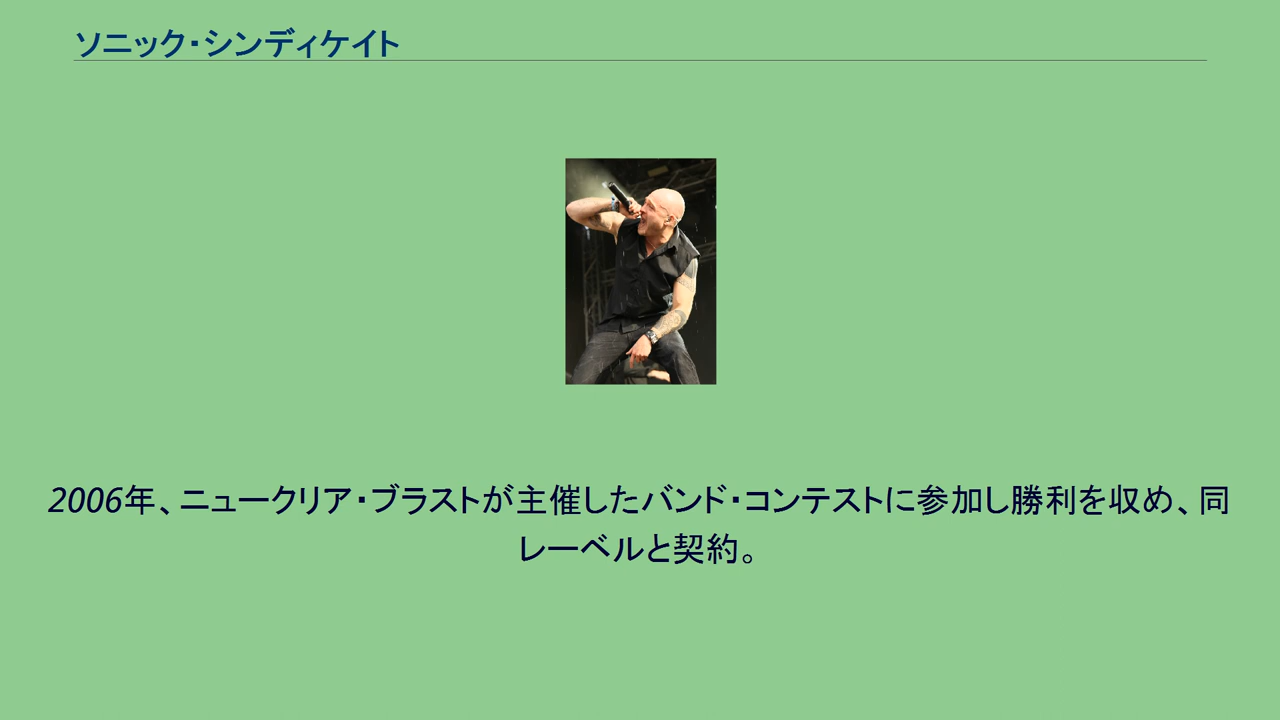 ソニック・シンディケイト
2006年、ニュークリア・ブラストが主催したバンド・コンテストに参加し勝利を収め、同
レーベルと契約。